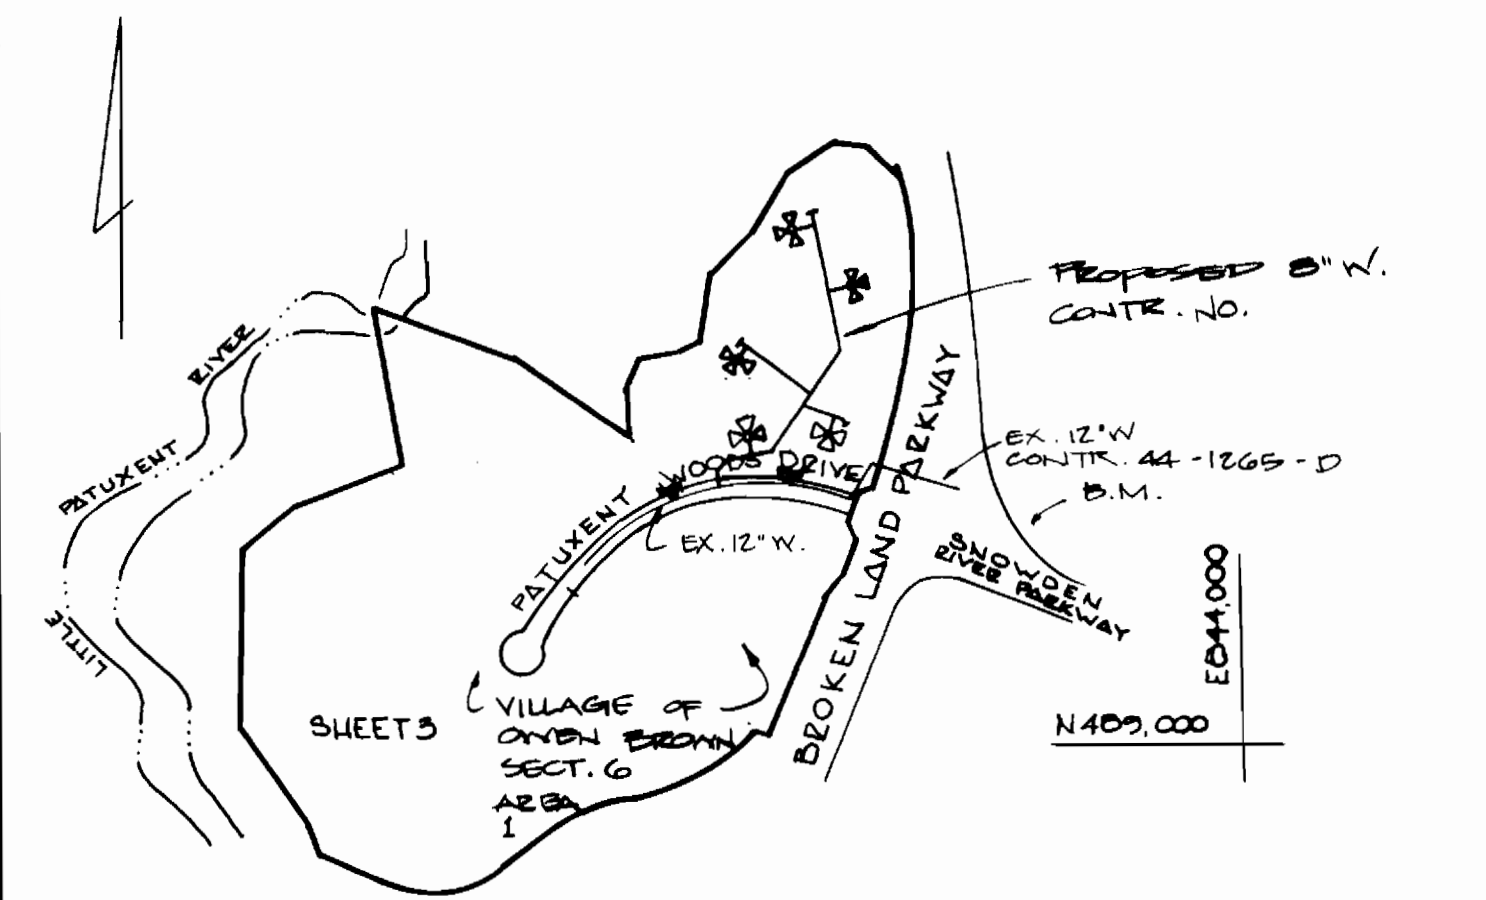 PROPOSED 8" W.
CONTR. NO.
RIVER
PATUXENT
LITTLE
EX. 12" W
CONTR. 44-1265-D
B.M.
PATUXENT WOODS DRIVE
EX. 12" W.
BROKEN LAND PARKWAY
SNOWDEN
RIVER PARKWAY
E844,000
N489,000
SHEET 3
VILLAGE OF
OWEN BROWN
SECT. 6
AREA
1